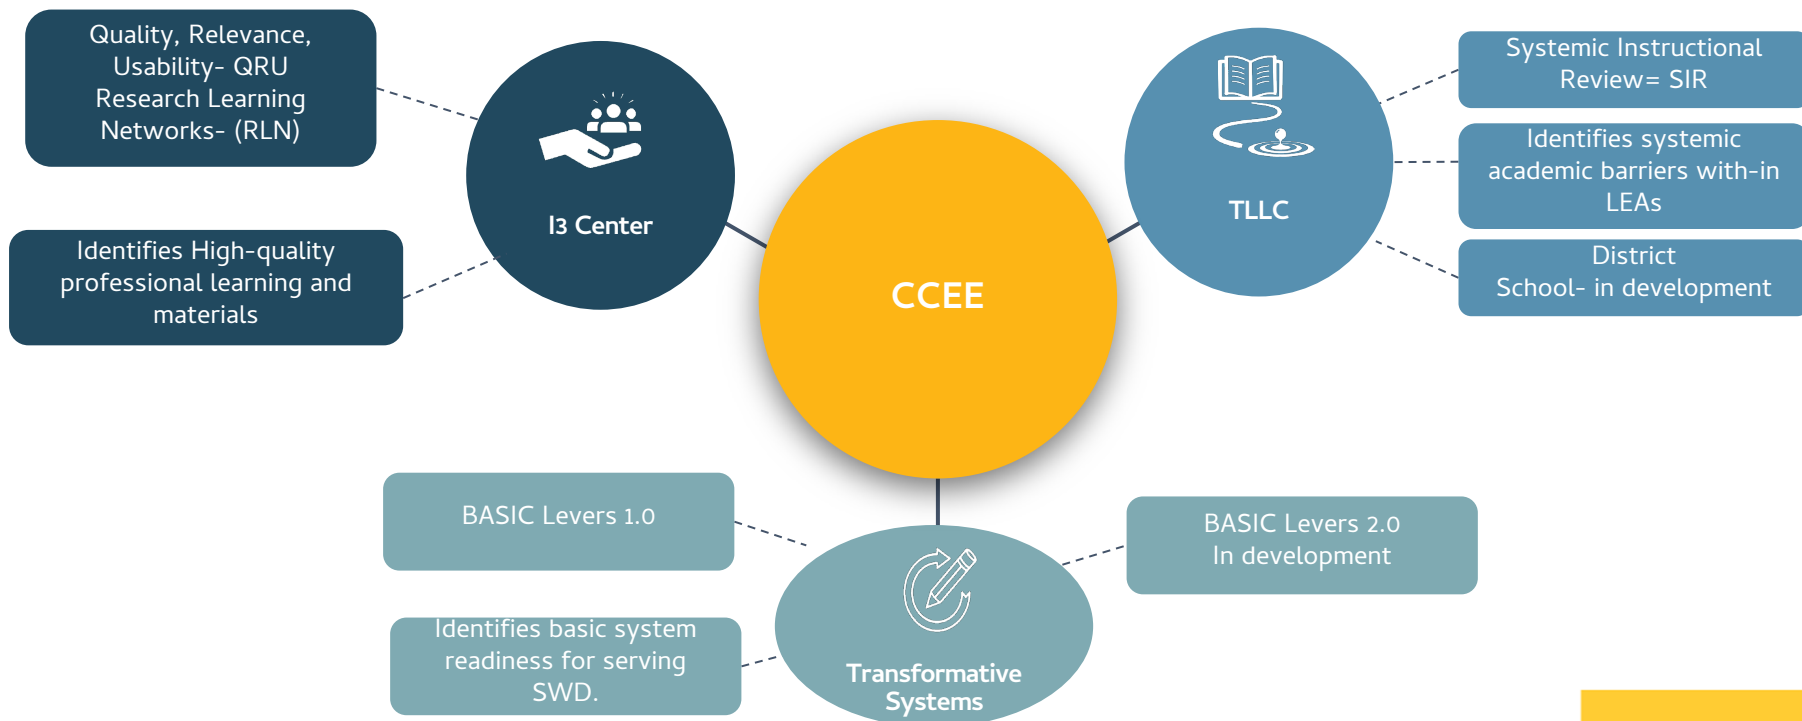 Quality, Relevance,
Usability- QRU
Research Learning
Networks- (RLN)
I3 Center
Identifies High-quality
professional learning and
materials
CCEE
TLLC
Systemic Instructional
Review= SIR
Identifies systemic
academic barriers with-in
LEAs
District
School- in development
BASIC Levers 1.0
BASIC Levers 2.0
In development
Identifies basic system
readiness for serving
SWD.
Transformative
Systems